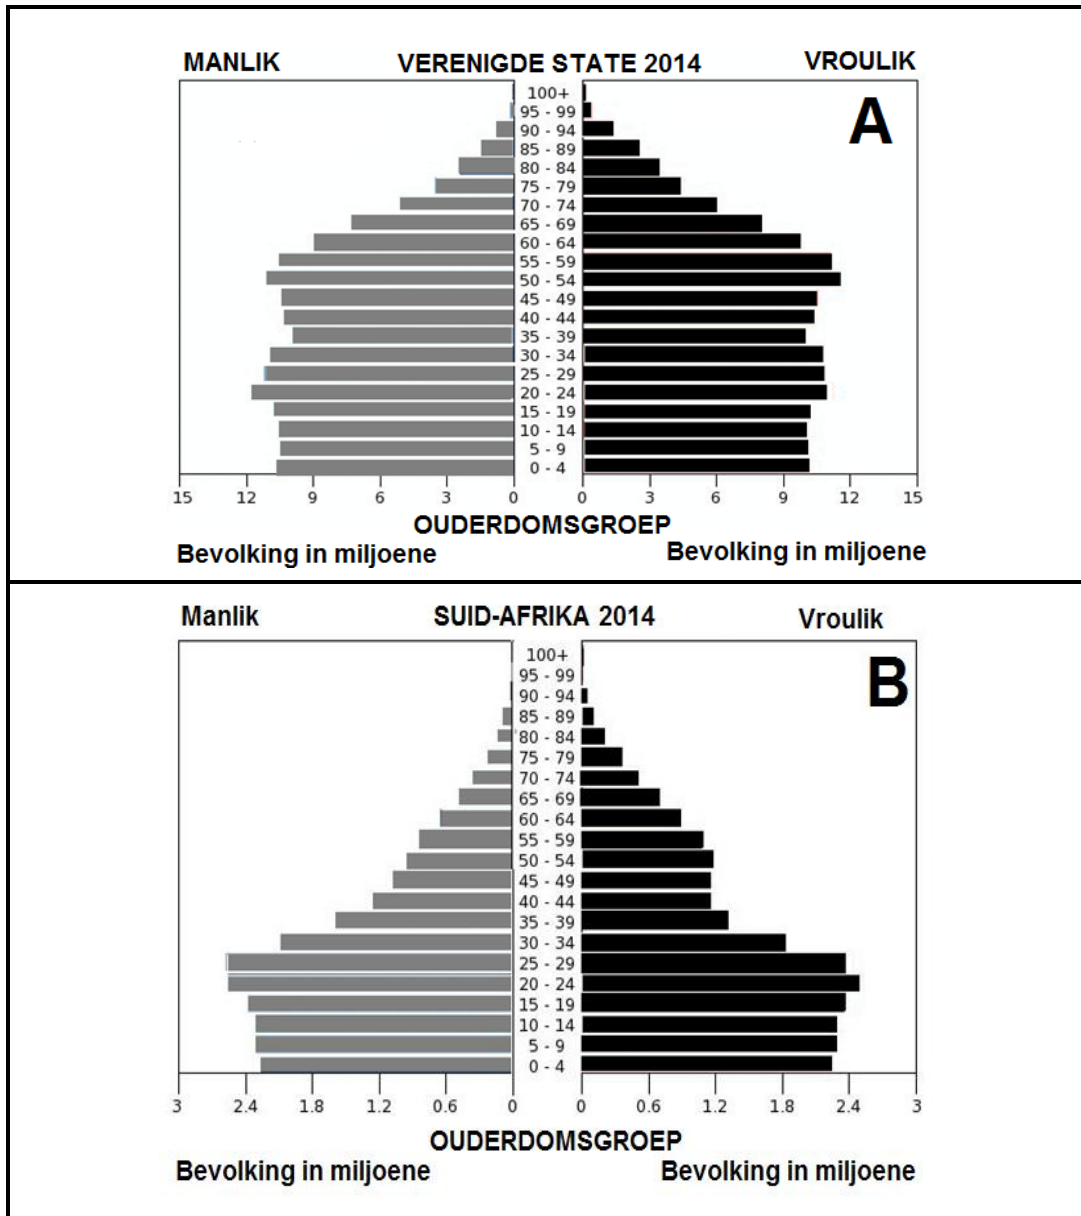 MANLIK VERENIGDE STATE 2014 VROULIK
A
100+
95 - 99
90 - 94
85 - 89
80 - 84
75 - 79
70 - 74
65 - 69
60 - 64
55 - 59
50 - 54
45 - 49
40 - 44
35 - 39
30 - 34
25 - 29
20 - 24
15 - 19
10 - 14
5 - 9
0 - 4
15 12 9 6 3 0 0 3 6 9 12 15
OUDERDOMSGROEP
Bevolking in miljoene Bevolking in miljoene
Manlik SUID-AFRIKA 2014 Vroulik
B
100+
95 - 99
90 - 94
85 - 89
80 - 84
75 - 79
70 - 74
65 - 69
60 - 64
55 - 59
50 - 54
45 - 49
40 - 44
35 - 39
30 - 34
25 - 29
20 - 24
15 - 19
10 - 14
5 - 9
0 - 4
3 2.4 1.8 1.2 0.6 0 0 0.6 1.2 1.8 2.4 3
OUDERDOMSGROEP
Bevolking in miljoene Bevolking in miljoene